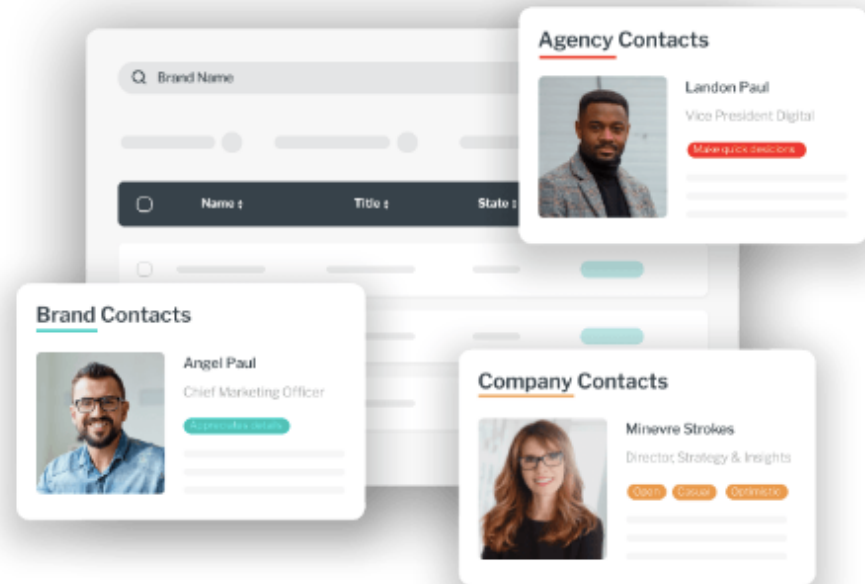 Agency Contacts
Brand Name
Landon Paul
Vice President Digital
Make quick desicions
Name
Title
State
Brand Contacts
Angel Paul
Chief Marketing Officer
Appreciates details
Company Contacts
Minevre Strokes
Director, Strategy & Insights
Open Casual Optimistic